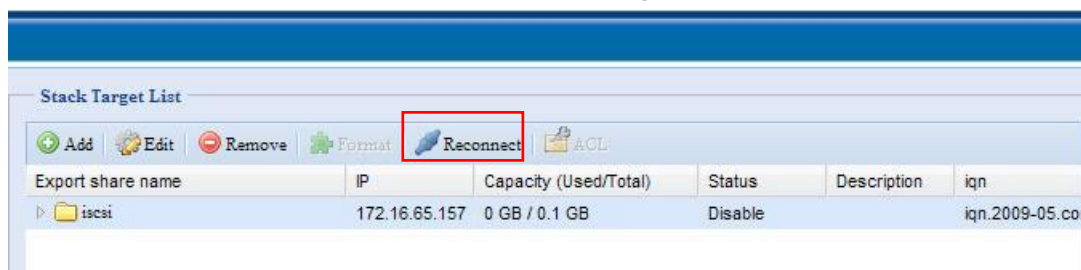 Stack Target List
Add Edit Remove Format Reconnect ACL
Export share name IP Capacity (Used/Total) Status Description iqn
iscsi 172.16.65.157 0 GB / 0.1 GB Disable iqn.2009-05.co